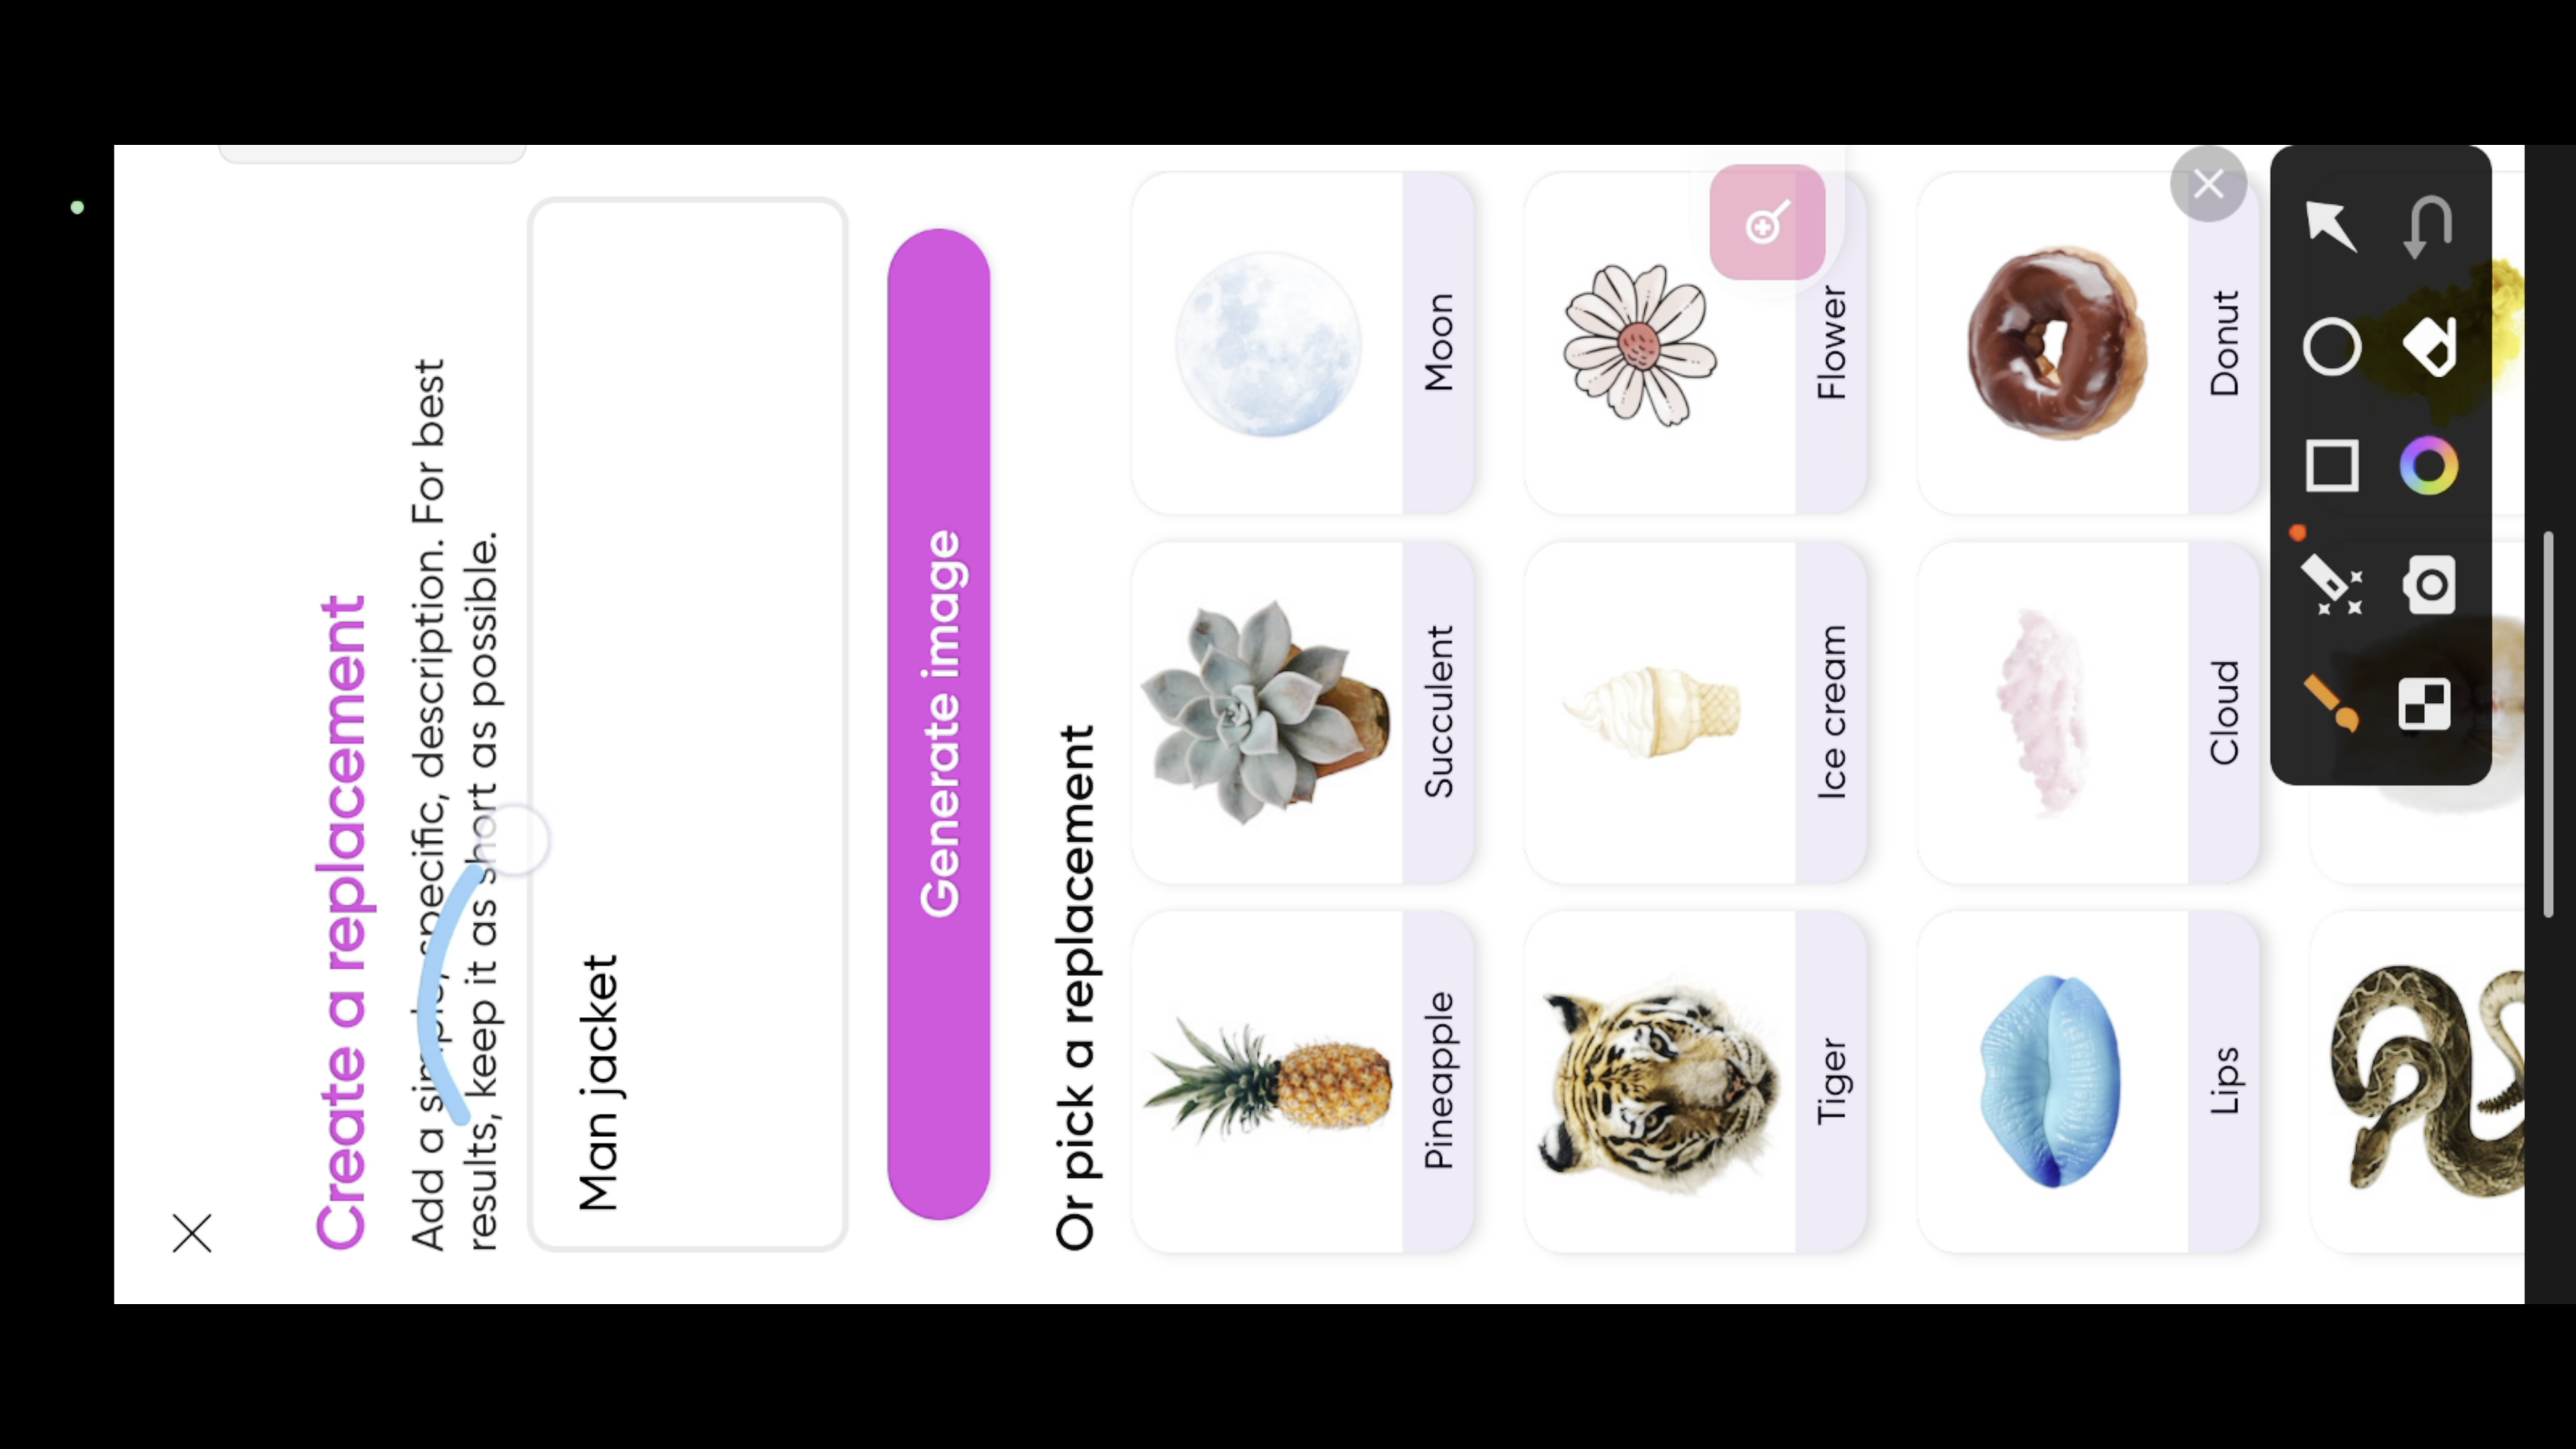 Create a replacement
Add a simple, specific, description. For best
results, keep it as short as possible.
Man jacket
Generate image
Or pick a replacement
Pineapple
Succulent
Moon
Tiger
Ice cream
Flower
Lips
Cloud
Donut